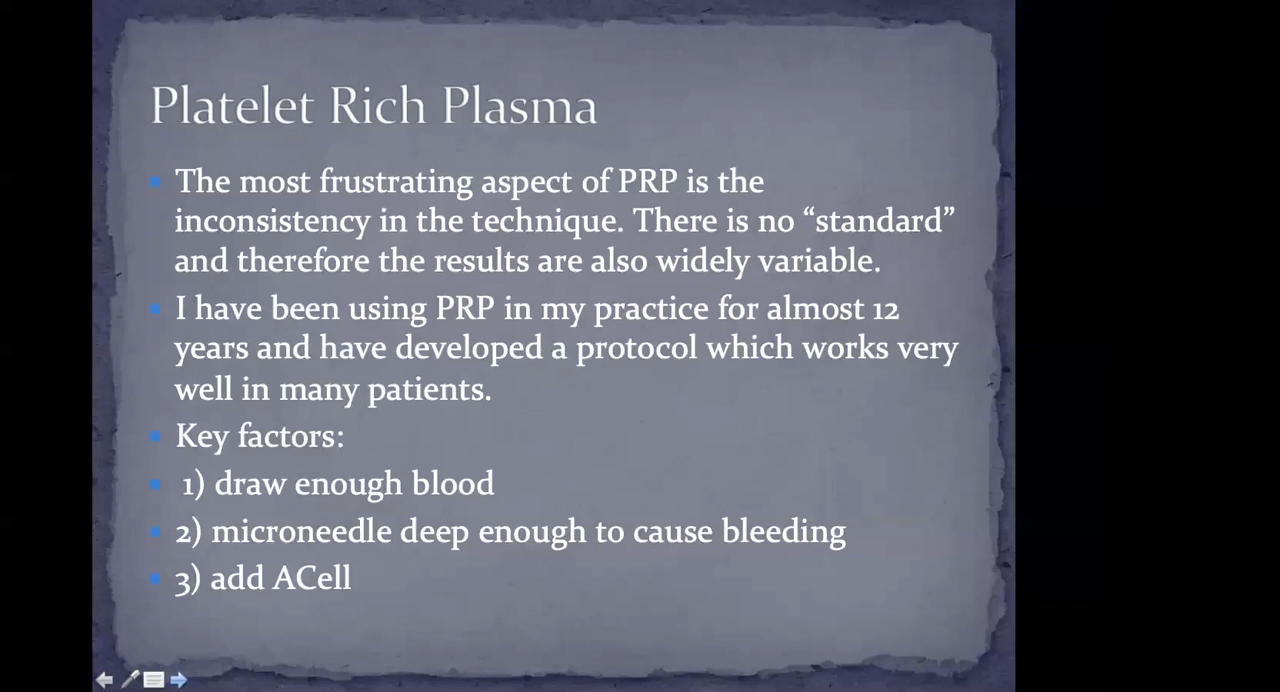 Platelet Rich Plasma
The most frustrating aspect of PRP is the
inconsistency in the technique. There is no “standard”
and therefore the results are also widely variable.
I have been using PRP in my practice for almost 12
years and have developed a protocol which works very
well in many patients.
Key factors:
1) draw enough blood
2) microneedle deep enough to cause bleeding
3) add ACell